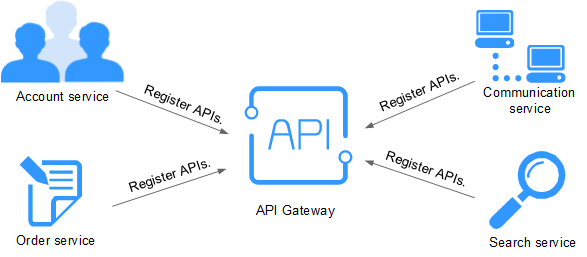 Account service
Register APIs.
Register APIs.
Communication
service
API
Register APIs.
Register APIs.
API Gateway
Order service
Search service